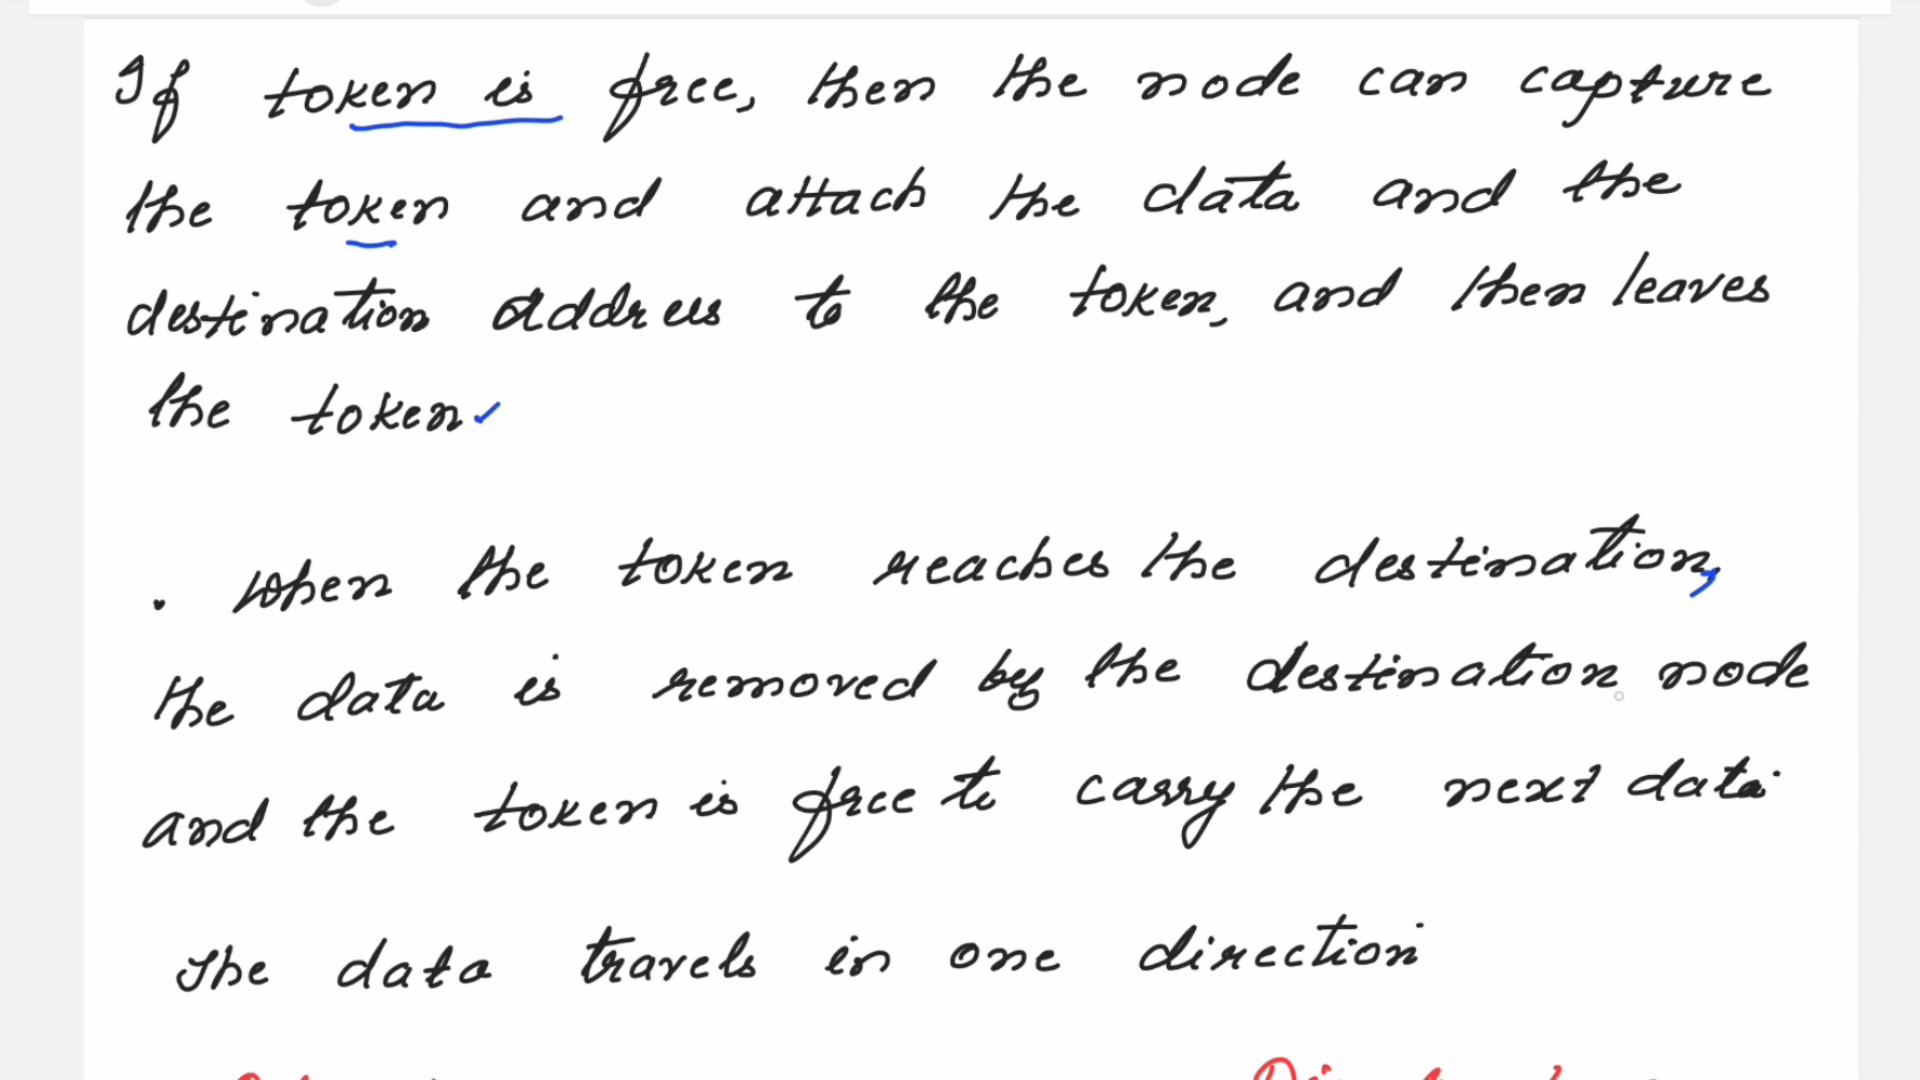 If token is free, then the node can capture
the token and attach the data and the
destination address to the token, and then leaves
the token
. When the token reaches the destination,
the data is removed by the destination node
and the token is free to carry the next data.
The data travels in one direction